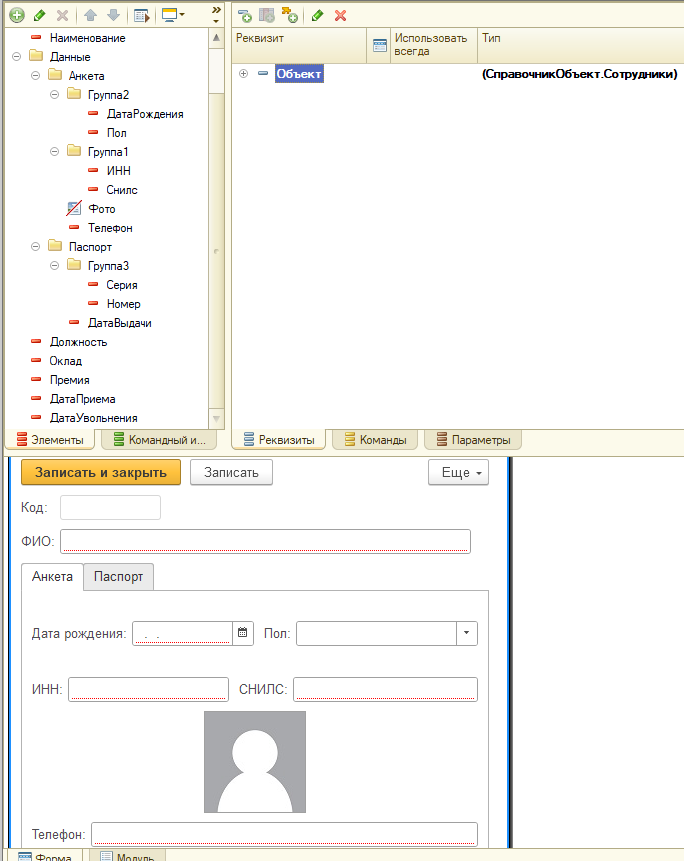 Наименование
Данные
Анкета
Группа2
ДатаРождения
Пол
Группа1
ИНН
Снилс
Фото
Телефон
Паспорт
Группа3
Серия
Номер
ДатаВыдачи
Должность
Оклад
Премия
ДатаПриема
ДатаУвольнения
Элементы
Командный и...
Реквизит
Использовать
всегда
Тип
Объект
(СправочникОбъект.Сотрудники)
Реквизиты
Команды
Параметры
Записать и закрыть
Записать
Еще
Код:
ФИО:
Анкета
Паспорт
Дата рождения: . .
Пол:
ИНН:
СНИЛС:
Телефон:
Форма
Модуль